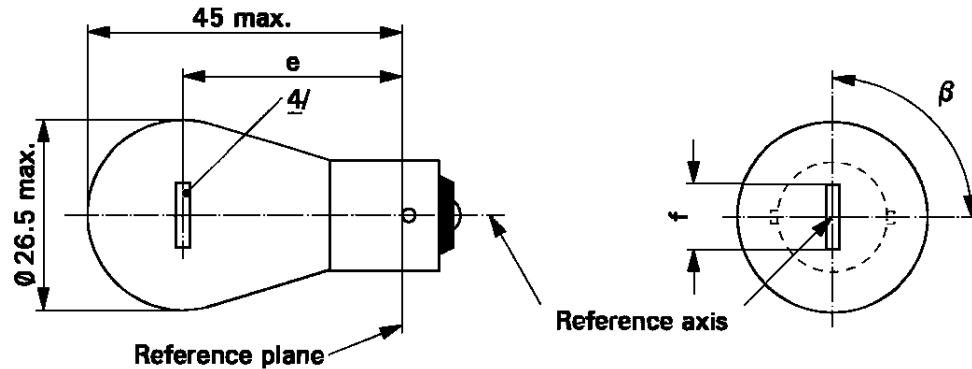 45 max.
e
4/
β
Ø 26.5 max.
f
Reference axis
Reference plane